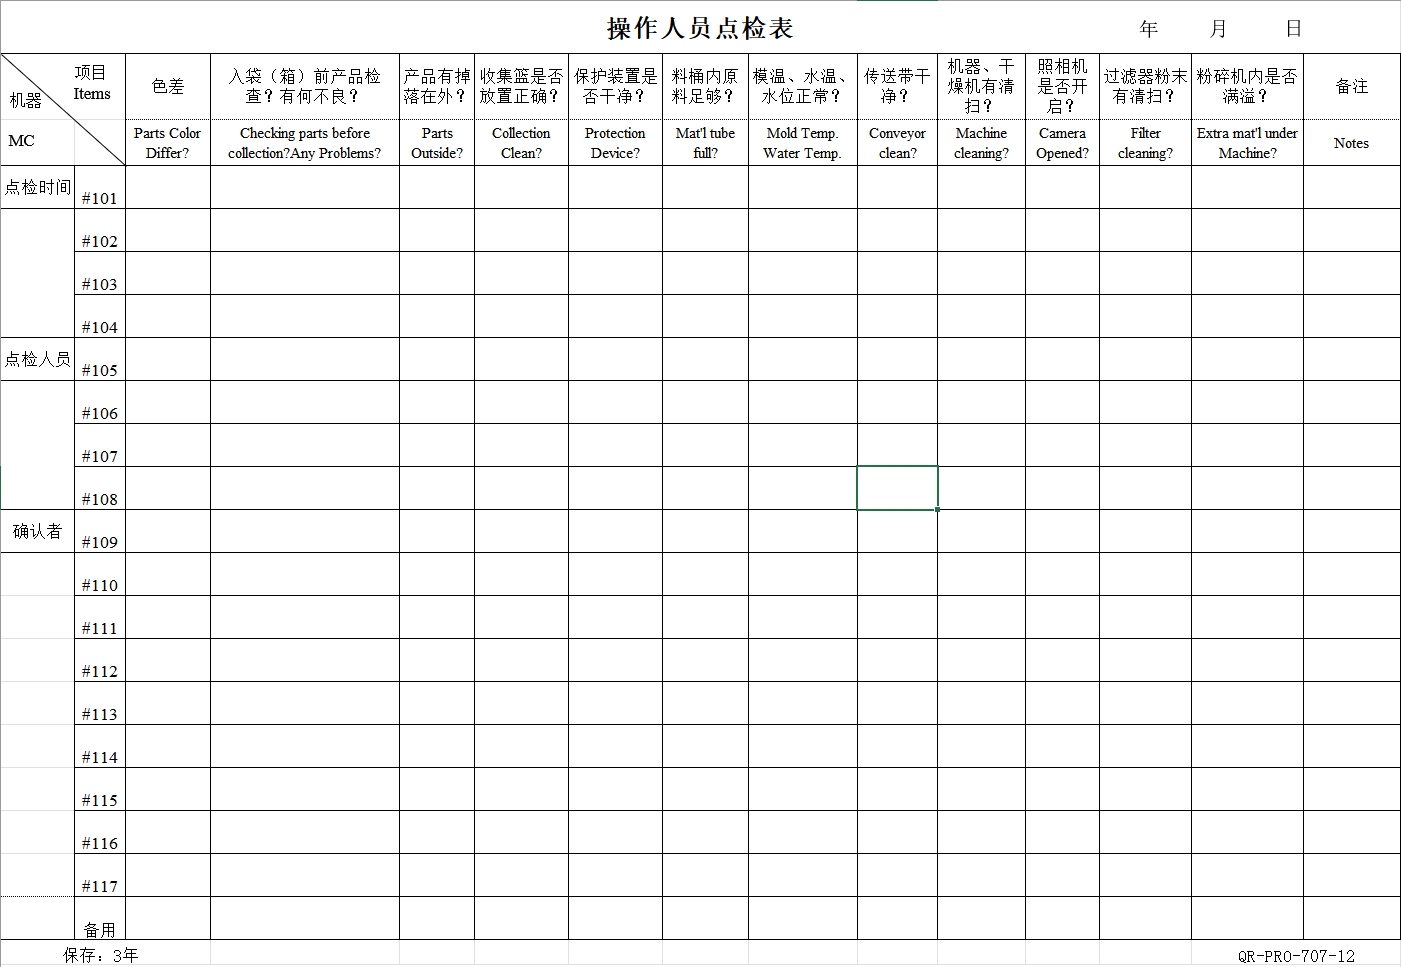 操作人员点检表
年 月 日
项目
Items
机器
MC
色差
入袋（箱）前产品检
查？有何不良？
产品有掉
落在外？
收集篮是否
放置正确？
保护装置是
否干净？
料桶内原
料足够？
模温、水温、
水位正常？
传送带干
净？
机器、干
燥机有清
扫？
照相机
是否开
启？
过滤器粉末
有清扫？
粉碎机内是否
满溢？
备注
Parts Color
Differ?
Checking parts before
collection?Any Problems?
Parts
Outside?
Collection
Clean?
Protection
Device?
Mat'l tube
full?
Mold Temp.
Water Temp.
Conveyor
clean?
Machine
cleaning?
Camera
Opened?
Filter
cleaning?
Extra mat'l under
Machine?
Notes
点检时间
#101
#102
#103
#104
点检人员
#105
#106
#107
#108
确认者
#109
#110
#111
#112
#113
#114
#115
#116
#117
备用
保存：3年
QR-PRO-707-12